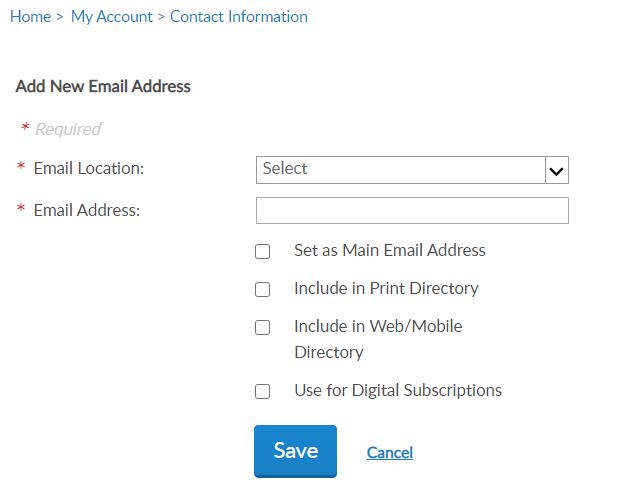 Home > My Account > Contact Information
Add New Email Address
* Required
* Email Location: Select
* Email Address:
Set as Main Email Address
Include in Print Directory
Include in Web/Mobile
Directory
Use for Digital Subscriptions
Save Cancel